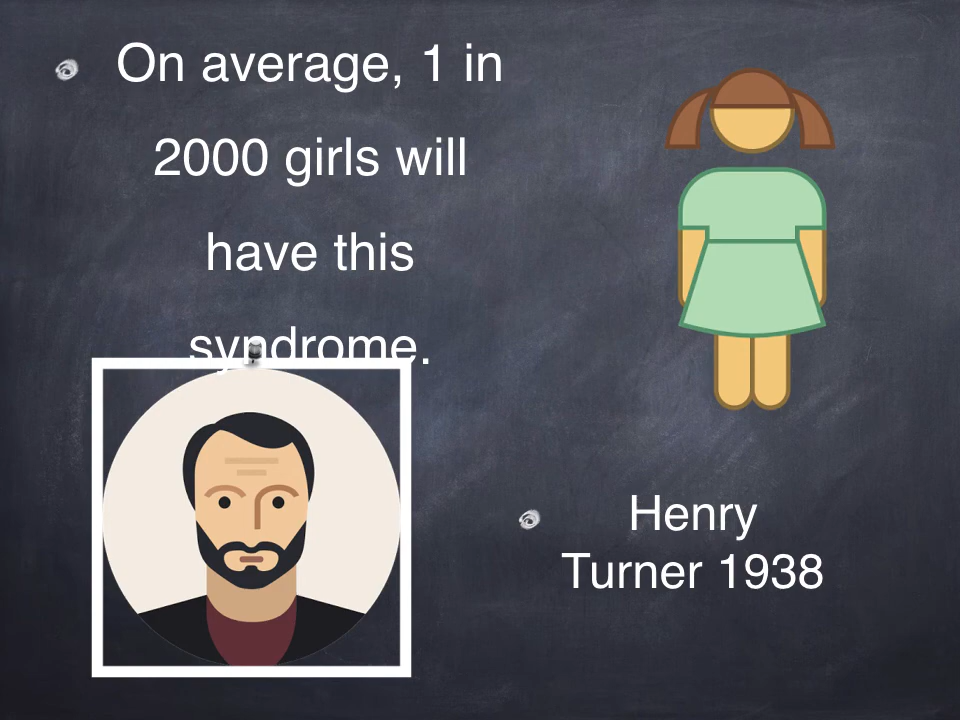 On average, 1 in
2000 girls will
have this
syndrome.
Henry
Turner 1938